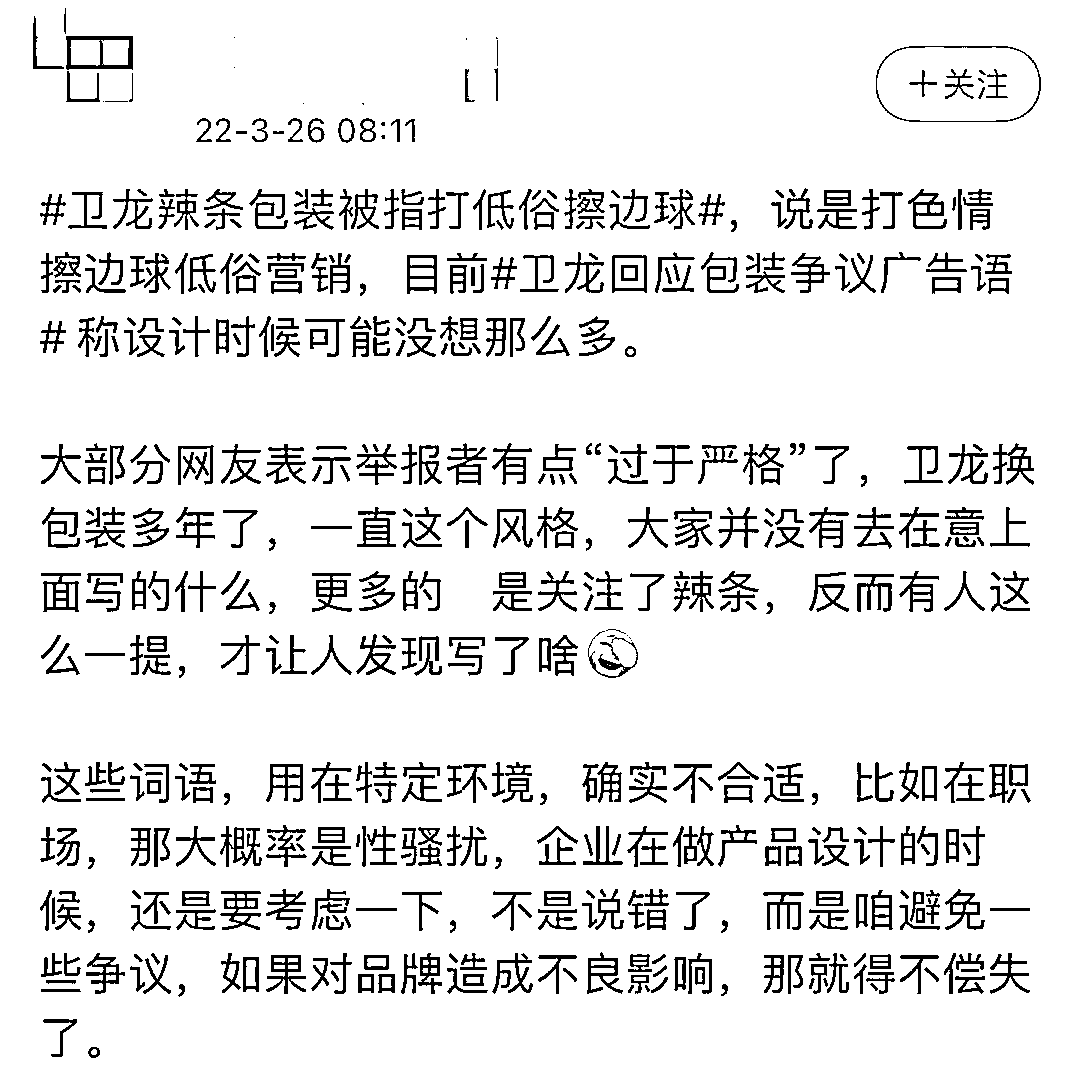 +关注
22-3-26 08:11
#卫龙辣条包装被指打低俗擦边球#，说是打色情
擦边球低俗营销，目前#卫龙回应包装争议广告语
# 称设计时候可能没想那么多。
大部分网友表示举报者有点“过于严格”了，卫龙换
包装多年了，一直这个风格，大家并没有去在意上
面写的什么，更多的 是关注了辣条，反而有人这
么一提，才让人发现写了啥
这些词语，用在特定环境，确实不合适，比如在职
场，那大概率是性骚扰，企业在做产品设计的时
候，还是要考虑一下，不是说错了，而是咱避免一
些争议，如果对品牌造成不良影响，那就得不偿失
了。